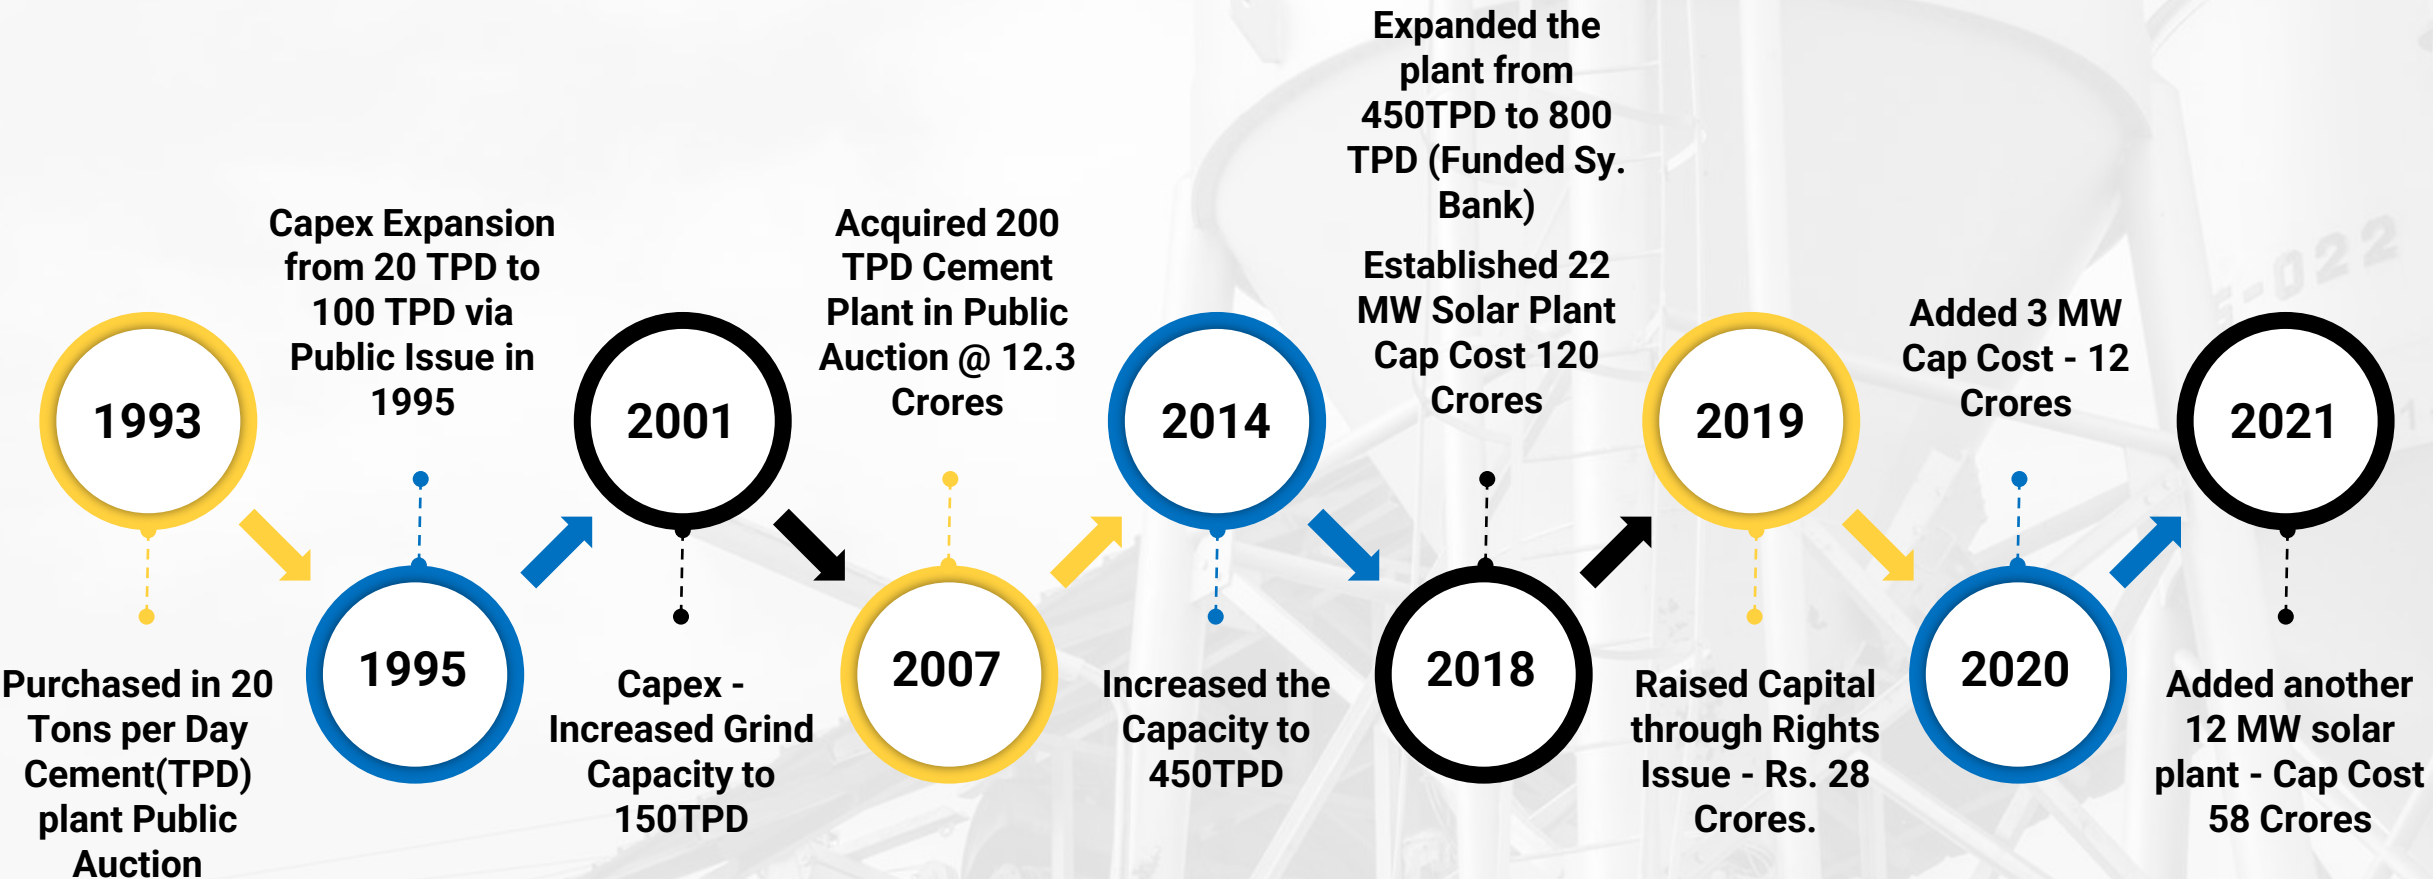 1993
Purchased in 20
Tons per Day
Cement(TPD)
plant Public
Auction
Capex Expansion
from 20 TPD to
100 TPD via
Public Issue in
1995
1995
2001
Capex -
Increased Grind
Capacity to
150TPD
Acquired 200
TPD Cement
Plant in Public
Auction @ 12.3
Crores
2007
2014
Increased the
Capacity to
450TPD
Expanded the
plant from
450TPD to 800
TPD (Funded Sy.
Bank)
Established 22
MW Solar Plant
Cap Cost 120
Crores
2018
2019
Raised Capital
through Rights
Issue - Rs. 28
Crores.
Added 3 MW
Cap Cost - 12
Crores
2020
2021
Added another
12 MW solar
plant - Cap Cost
58 Crores